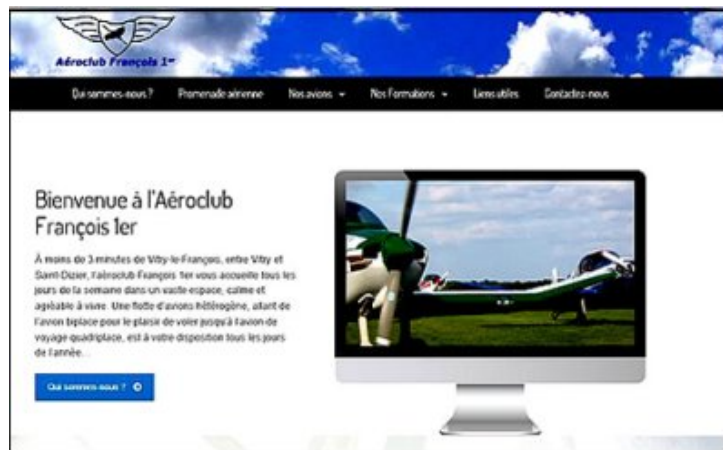 Aéroclub François 1er
Qui sommes-nous ? Promenade aérienne Nos avions Nos Formations Liens utiles Contactez-nous
Bienvenue à l'Aéroclub
François 1er
À moins de 3 minutes de Vitry-le-François, entre Vitry et
Saint-Dizier, l'aéroclub François 1er vous accueille tous les
jours de la semaine dans un vaste espace, calme et
agréable à vivre. Une flotte d'avions hétérogène, allant de
l'avion biplace pour le plaisir de voler jusqu'à l'avion de
voyage quadriplace, est à votre disposition tous les jours
de l'année...
Qui sommes-nous ?